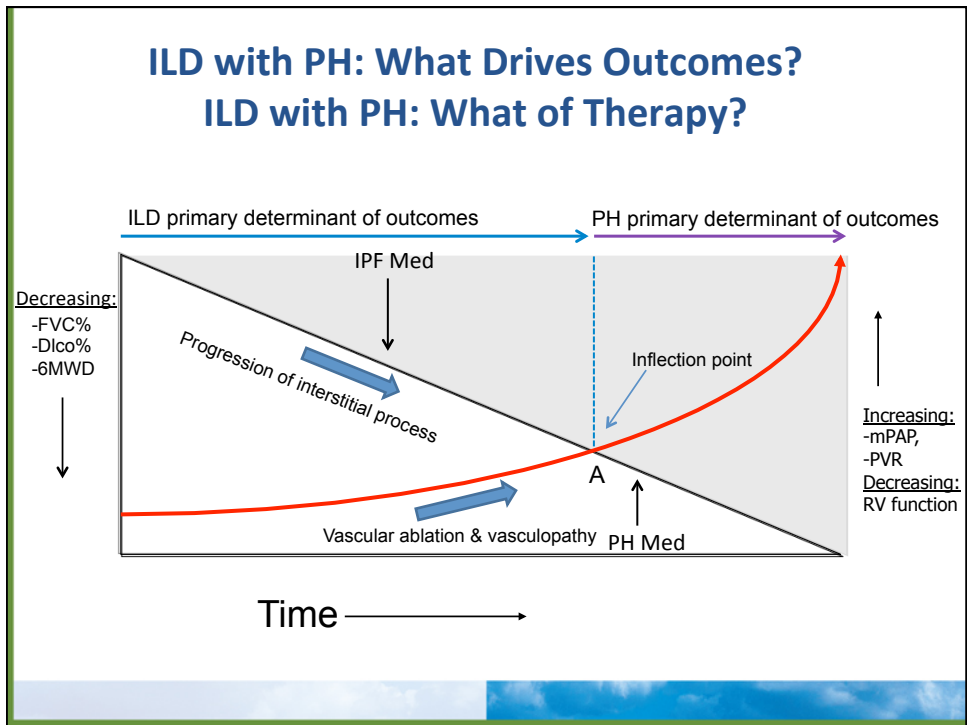 ILD with PH: What Drives Outcomes?
ILD with PH: What of Therapy?
ILD primary determinant of outcomes
PH primary determinant of outcomes
IPF Med
Decreasing:
-FVC%
-Dlco%
-6MWD
Progression of interstitial process
Inflection point
Increasing:
-mPAP,
-PVR
Decreasing:
RV function
A
Vascular ablation & vasculopathy
PH Med
Time